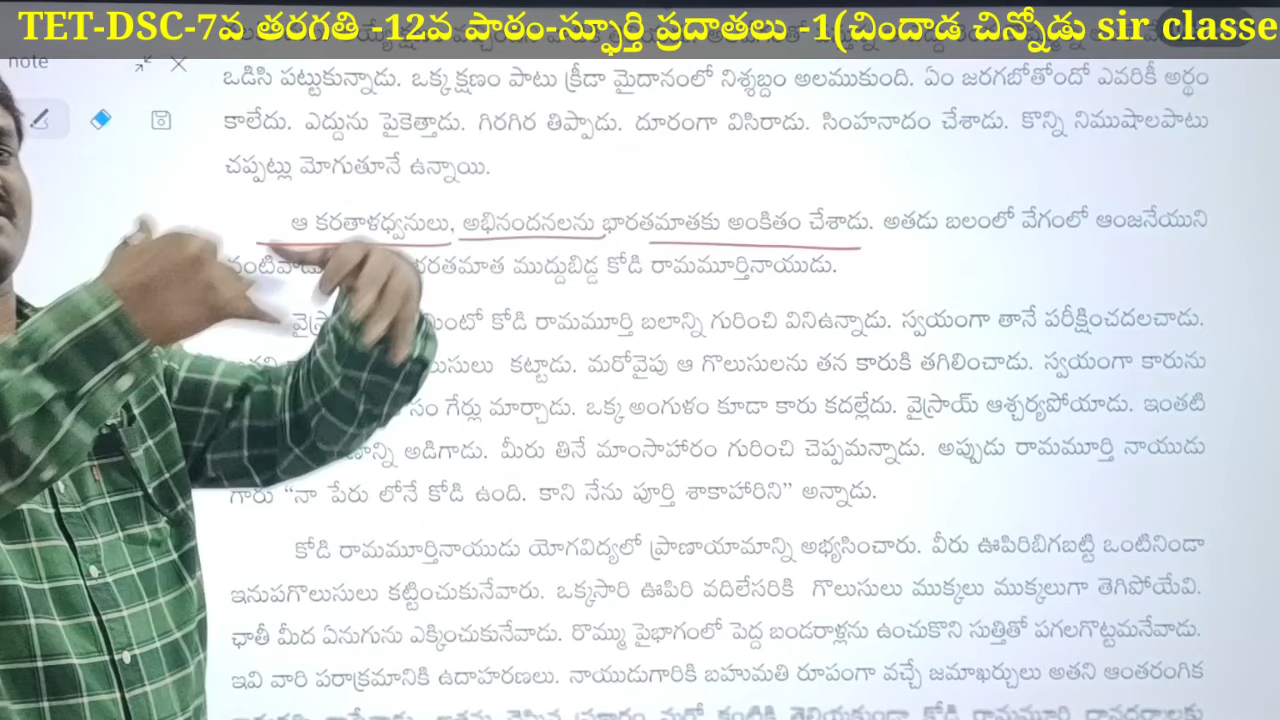 TET-DSC-7వ తరగతి -12వ పాఠం-స్ఫూర్తి ప్రదాతలు -1(చిందాడ చిన్నోడు sir classe
note
ఒడిసి పట్టుకున్నాడు. ఒక్కక్షణం పాటు క్రీడా మైదానంలో నిశ్శబ్దం అలముకుంది. ఏం జరగబోతోందో ఎవరికీ అర్థం
కాలేదు. ఎద్దును పైకెత్తాడు. గిరగిర తిప్పాడు. దూరంగా విసిరాడు. సింహనాదం చేశాడు. కొన్ని నిముషాలపాటు
చప్పట్లు మోగుతూనే ఉన్నాయి.
ఆ కరతాళధ్వనులు, అభినందనలను భారతమాతకు అంకితం చేశాడు. అతడు బలంలో వేగంలో ఆంజనేయుని
ముద్దుబిడ్డ కోడి రామమూర్తినాయుడు.
కోడి రామమూర్తి బలాన్ని గురించి వినిఉన్నాడు. స్వయంగా తానే పరీక్షించదలచాడు.
కట్టాడు. మరోవైపు ఆ గొలుసులను తన కారుకి తగిలించాడు. స్వయంగా కారును
గేర్లు మార్చాడు. ఒక్కఅంగుళం కూడా కారు కదల్లేదు. వైస్రాయ్ ఆశ్చర్యపోయాడు. ఇంతటి
అడిగాడు. మీరు తినే మాంసాహారం గురించి చెప్పమన్నాడు. అప్పుడు రామమూర్తి నాయుడు
గారు “నా పేరు లోనే కోడి ఉంది. కాని నేను పూర్తి శాకాహారిని” అన్నాడు.
కోడి రామమూర్తినాయుడు యోగవిద్యలో ప్రాణాయామాన్ని అభ్యసించారు. వీరు ఊపిరిబిగబట్టి ఒంటినిండా
ఇనుపగొలుసులు కట్టించుకునేవారు. ఒక్కసారి ఊపిరి వదిలేసరికి గొలుసులు ముక్కలు ముక్కలుగా తెగిపోయేవి.
ఛాతీ మీద ఏనుగును ఎక్కించుకునేవాడు. రొమ్ము పైభాగంలో పెద్ద బండరాళ్లను ఉంచుకొని సుత్తితో పగలగొట్టమనేవాడు.
ఇవి వారి పరాక్రమానికి ఉదాహరణలు. నాయుడుగారికి బహుమతి రూపంగా వచ్చే జమాఖర్చులు అతని ఆంతరంగిక